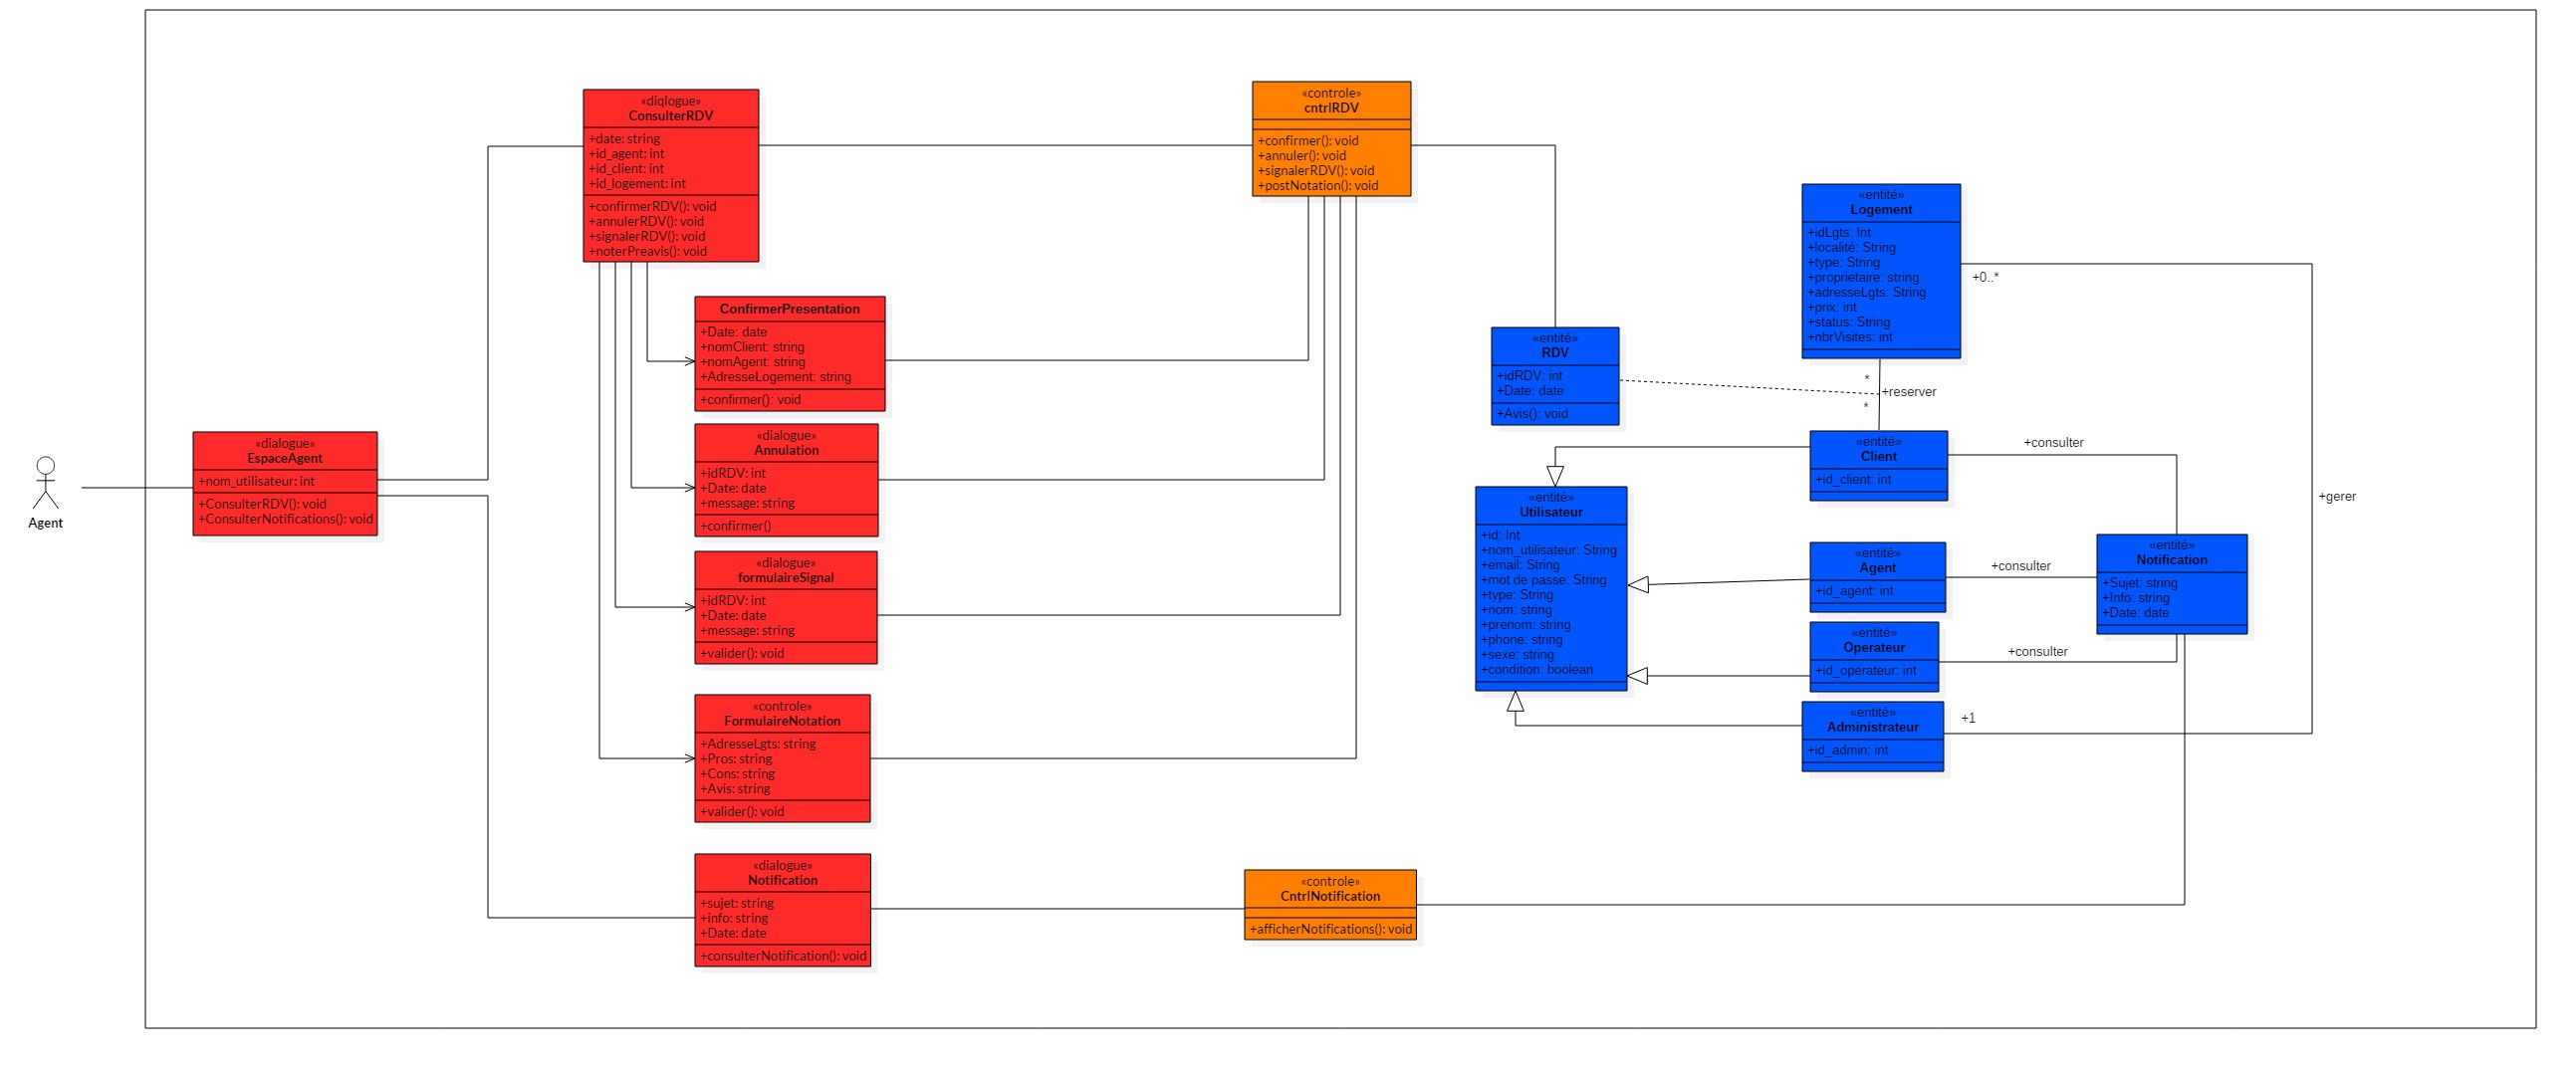 Agent
«dialogue»
EspaceAgent
+nom_utilisateur: int
+ConsulterRDV(): void
+ConsulterNotifications(): void
«diqlogue»
ConsulterRDV
+date: string
+id_agent: int
+id_client: int
+id_logement: int
+confirmerRDV(): void
+annulerRDV(): void
+signalerRDV(): void
+noterPreavis(): void
ConfirmerPresentation
+Date: date
+nomClient: string
+nomAgent: string
+AdresseLogement: string
+confirmer(): void
«dialogue»
Annulation
+idRDV: int
+Date: date
+message: string
+confirmer()
«dialogue»
formulaireSignal
+idRDV: int
+Date: date
+message: string
+valider(): void
«controle»
FormulaireNotation
+AdresseLgts: string
+Pros: string
+Cons: string
+Avis: string
+valider(): void
«dialogue»
Notification
+sujet: string
+info: string
+Date: date
+consulterNotification(): void
«controle»
cntrlRDV
+confirmer(): void
+annuler(): void
+signalerRDV(): void
+postNotation(): void
«controle»
CntrlNotification
+afficherNotifications(): void
«entité»
RDV
+idRDV: int
+Date: date
+Avis(): void
«entité»
Utilisateur
+id: Int
+nom_utilisateur: String
+email: String
+mot de passe: String
+type: String
+nom: string
+prenom: string
+phone: string
+sexe: string
+condition: boolean
«entité»
Logement
+idLgts: Int
+localité: String
+type: String
+proprietaire: string
+adresseLgts: String
+prix: int
+status: String
+nbrVisites: int
+0..*
*
+reserver
*
«entité»
Client
+id_client: int
+consulter
«entité»
Agent
+id_agent: int
+consulter
«entité»
Operateur
+id_operateur: int
+consulter
«entité»
Administrateur
+id_admin: int
+1
«entité»
Notification
+Sujet: string
+Info: string
+Date: date
+gerer